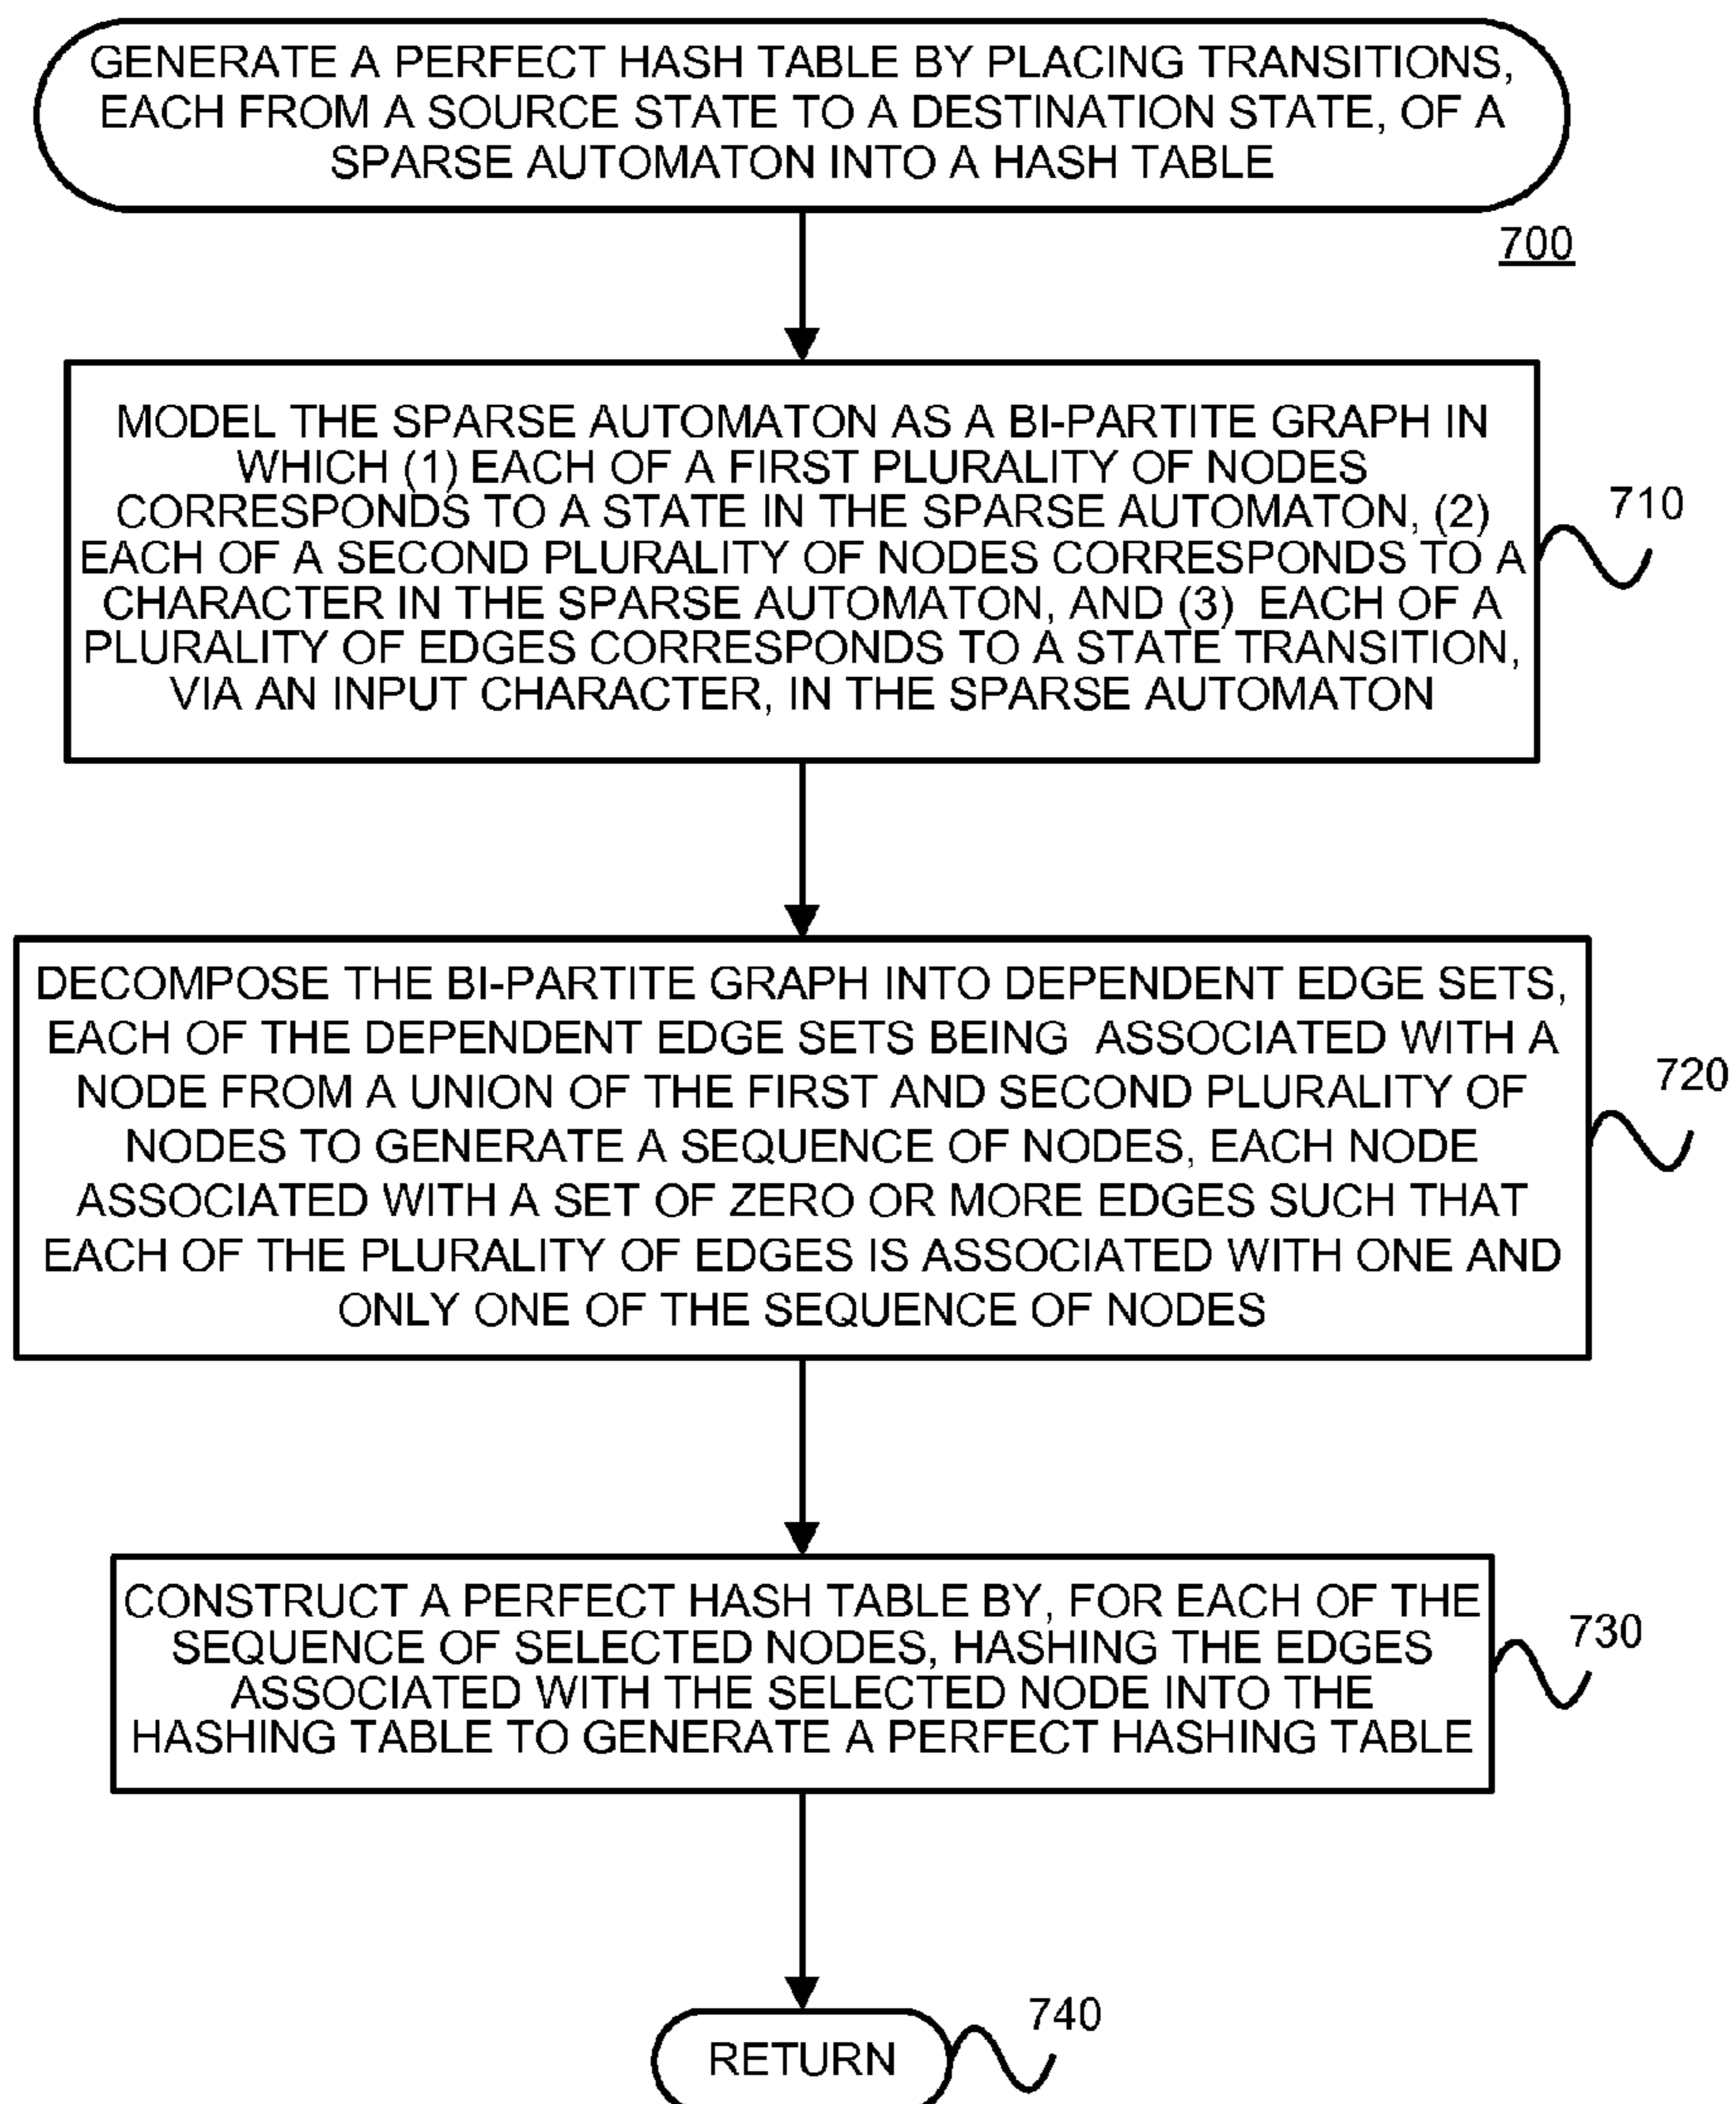 GENERATE A PERFECT HASH TABLE BY PLACING TRANSITIONS,
EACH FROM A SOURCE STATE TO A DESTINATION STATE, OF A
SPARSE AUTOMATON INTO A HASH TABLE
700
MODEL THE SPARSE AUTOMATON AS A BI-PARTITE GRAPH IN
WHICH (1) EACH OF A FIRST PLURALITY OF NODES
CORRESPONDS TO A STATE IN THE SPARSE AUTOMATON, (2)
EACH OF A SECOND PLURALITY OF NODES CORRESPONDS TO A
CHARACTER IN THE SPARSE AUTOMATON, AND (3) EACH OF A
PLURALITY OF EDGES CORRESPONDS TO A STATE TRANSITION,
VIA AN INPUT CHARACTER, IN THE SPARSE AUTOMATON
710
DECOMPOSE THE BI-PARTITE GRAPH INTO DEPENDENT EDGE SETS,
EACH OF THE DEPENDENT EDGE SETS BEING ASSOCIATED WITH A
NODE FROM A UNION OF THE FIRST AND SECOND PLURALITY OF
NODES TO GENERATE A SEQUENCE OF NODES, EACH NODE
ASSOCIATED WITH A SET OF ZERO OR MORE EDGES SUCH THAT
EACH OF THE PLURALITY OF EDGES IS ASSOCIATED WITH ONE AND
ONLY ONE OF THE SEQUENCE OF NODES
720
CONSTRUCT A PERFECT HASH TABLE BY, FOR EACH OF THE
SEQUENCE OF SELECTED NODES, HASHING THE EDGES
ASSOCIATED WITH THE SELECTED NODE INTO THE
HASHING TABLE TO GENERATE A PERFECT HASHING TABLE
730
RETURN
740